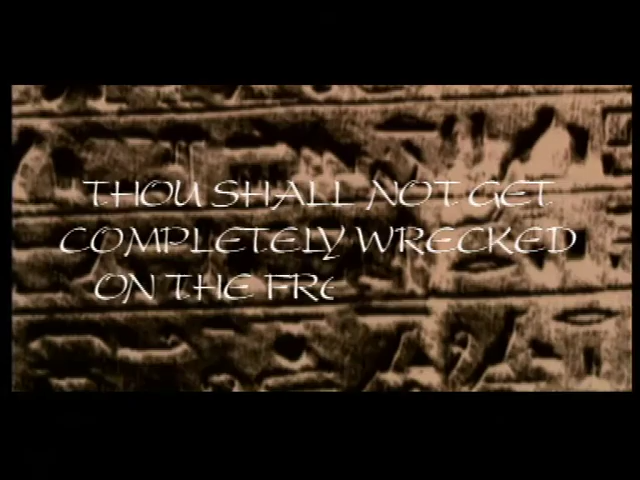 THOU SHALL NOT GET
COMPLETELY WRECKED
ON THE FRE